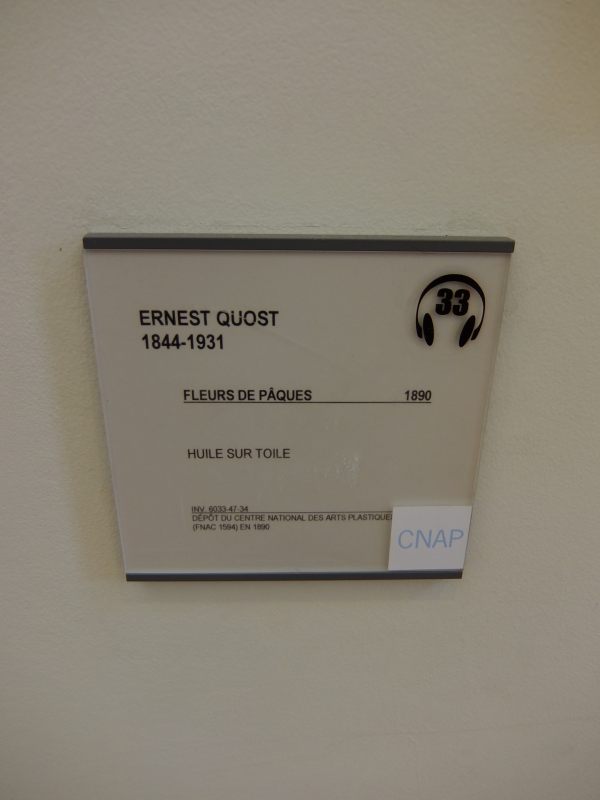 33
ERNEST QUOST
1844-1931
FLEURS DE PÂQUES 1890
HUILE SUR TOILE
INV. 6033-47-34
DÉPÔT DU CENTRE NATIONAL DES ARTS
(FNAC 1594) EN 1890
CNAP